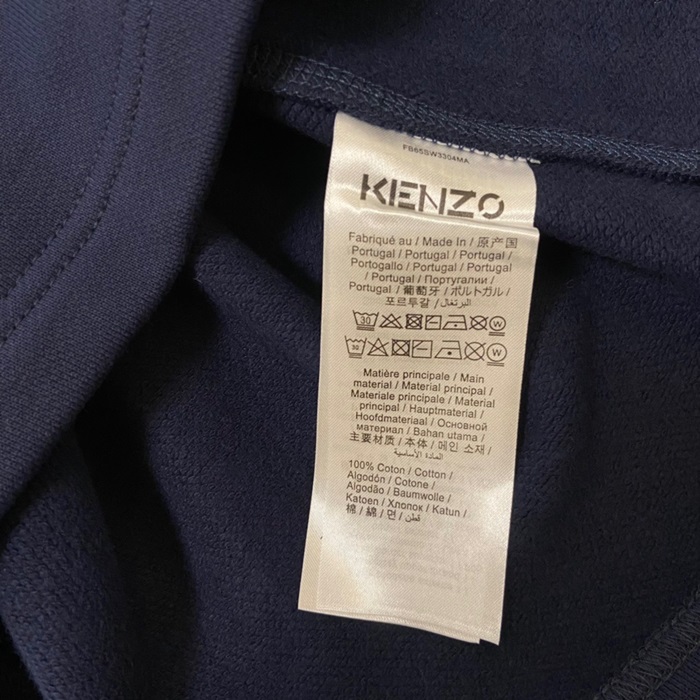 FB65SW3304MA
KENZO
Fabriqué au / Made In / 原产国
Portugal / Portugal / Portugal /
Portogallo / Portugal / Portugal
/ Portugal / Португалии /
Portugal / 葡萄牙 / ポルトガル /
포르투갈 / البرتغال /
30 W
30 W
Matière principale / Main
material / Material principal /
Materiale principale / Material
principal / Hauptmaterial /
Hoofdmateriaal / Основной
материал / Bahan utama /
主要材质 / 本体 / 메인 소재 /
المادة الأساسية
100% Coton / Cotton /
Algodón / Cotone /
Algodão / Baumwolle /
Katoen / Хлопок / Katun /
棉 / 綿 / 면 / قطن